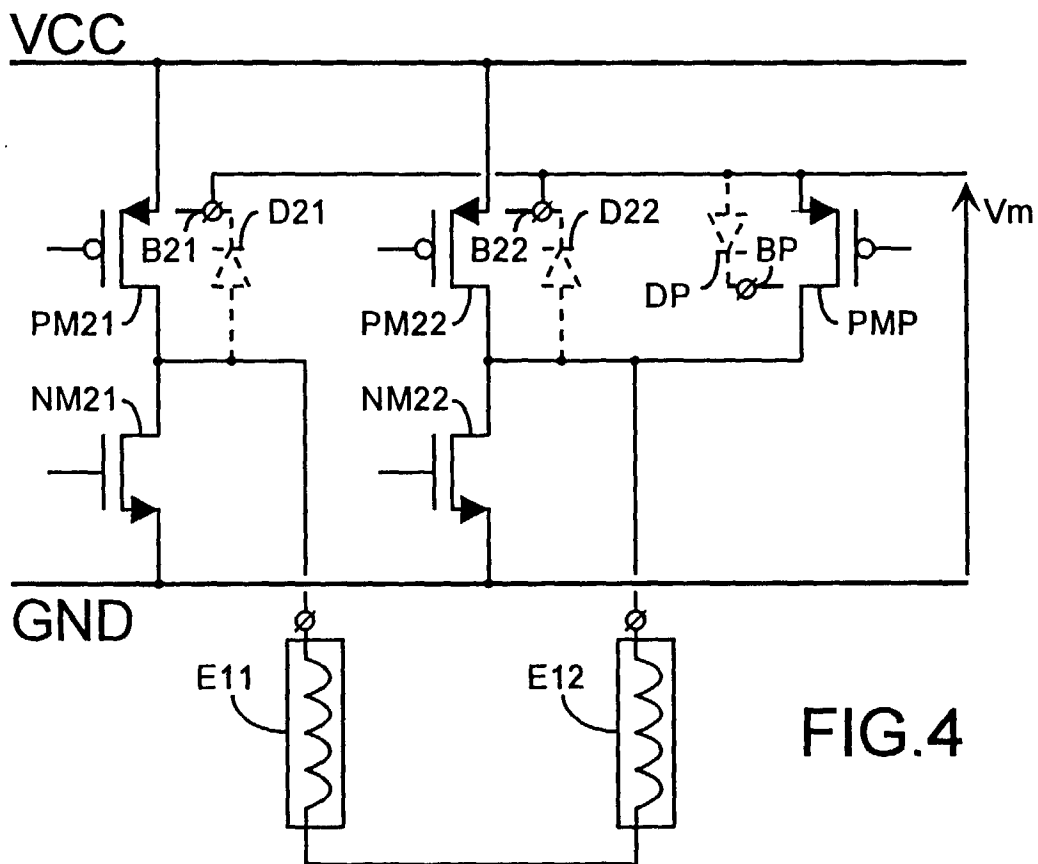 VCC
D21
D22
Vm
B21
B22
DP
BP
PM21
PM22
PMP
NM21
NM22
GND
E11
E12
FIG.4